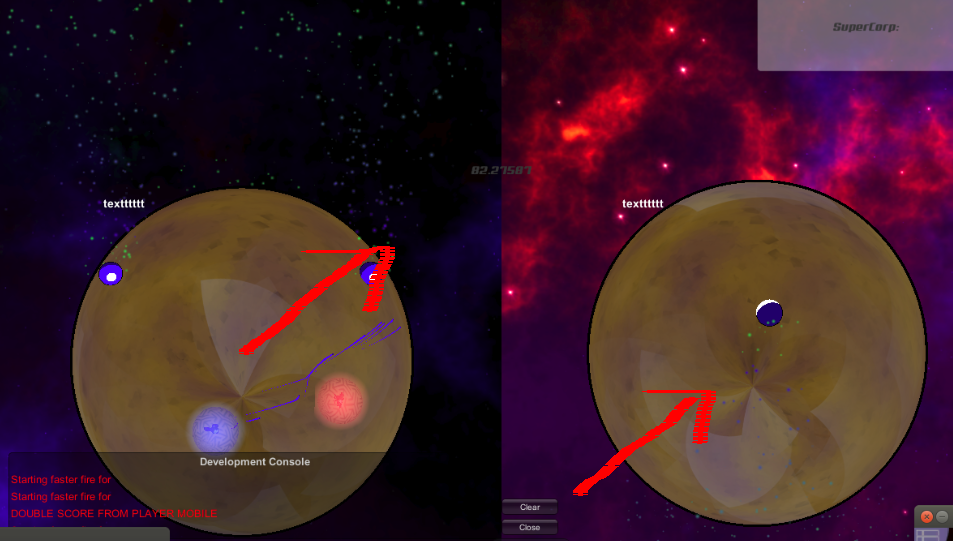 SuperCorp:
82.27587
texttttttt
texttttttt
Development Console
Starting faster fire for
Starting faster fire for
DOUBLE SCORE FROM PLAYER MOBILE
Clear
Close